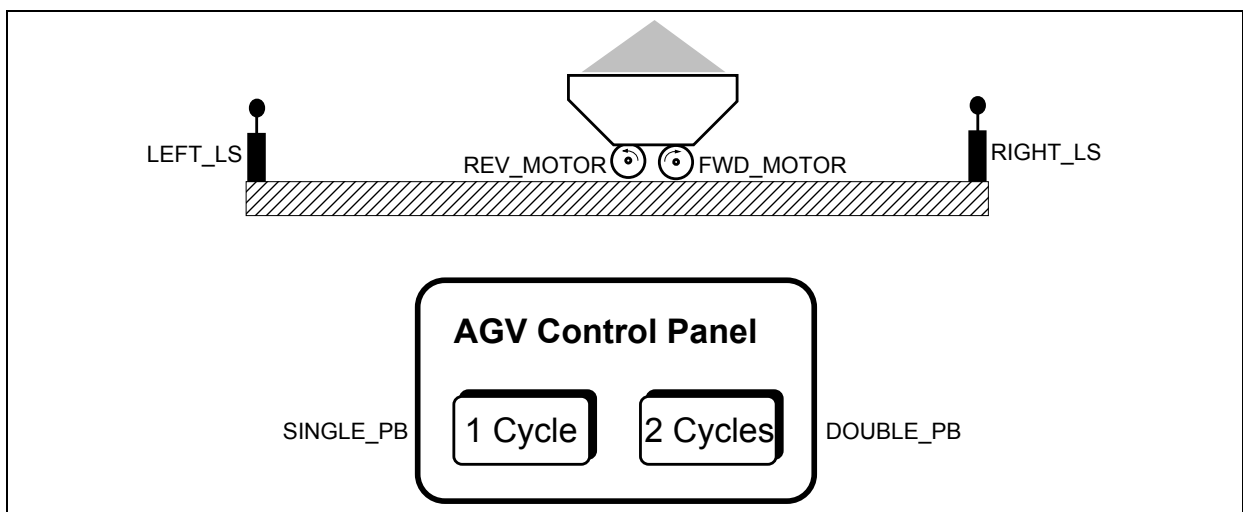 LEFT_LS
REV_MOTOR
FWD_MOTOR
RIGHT_LS
AGV Control Panel
SINGLE_PB
1 Cycle
2 Cycles
DOUBLE_PB